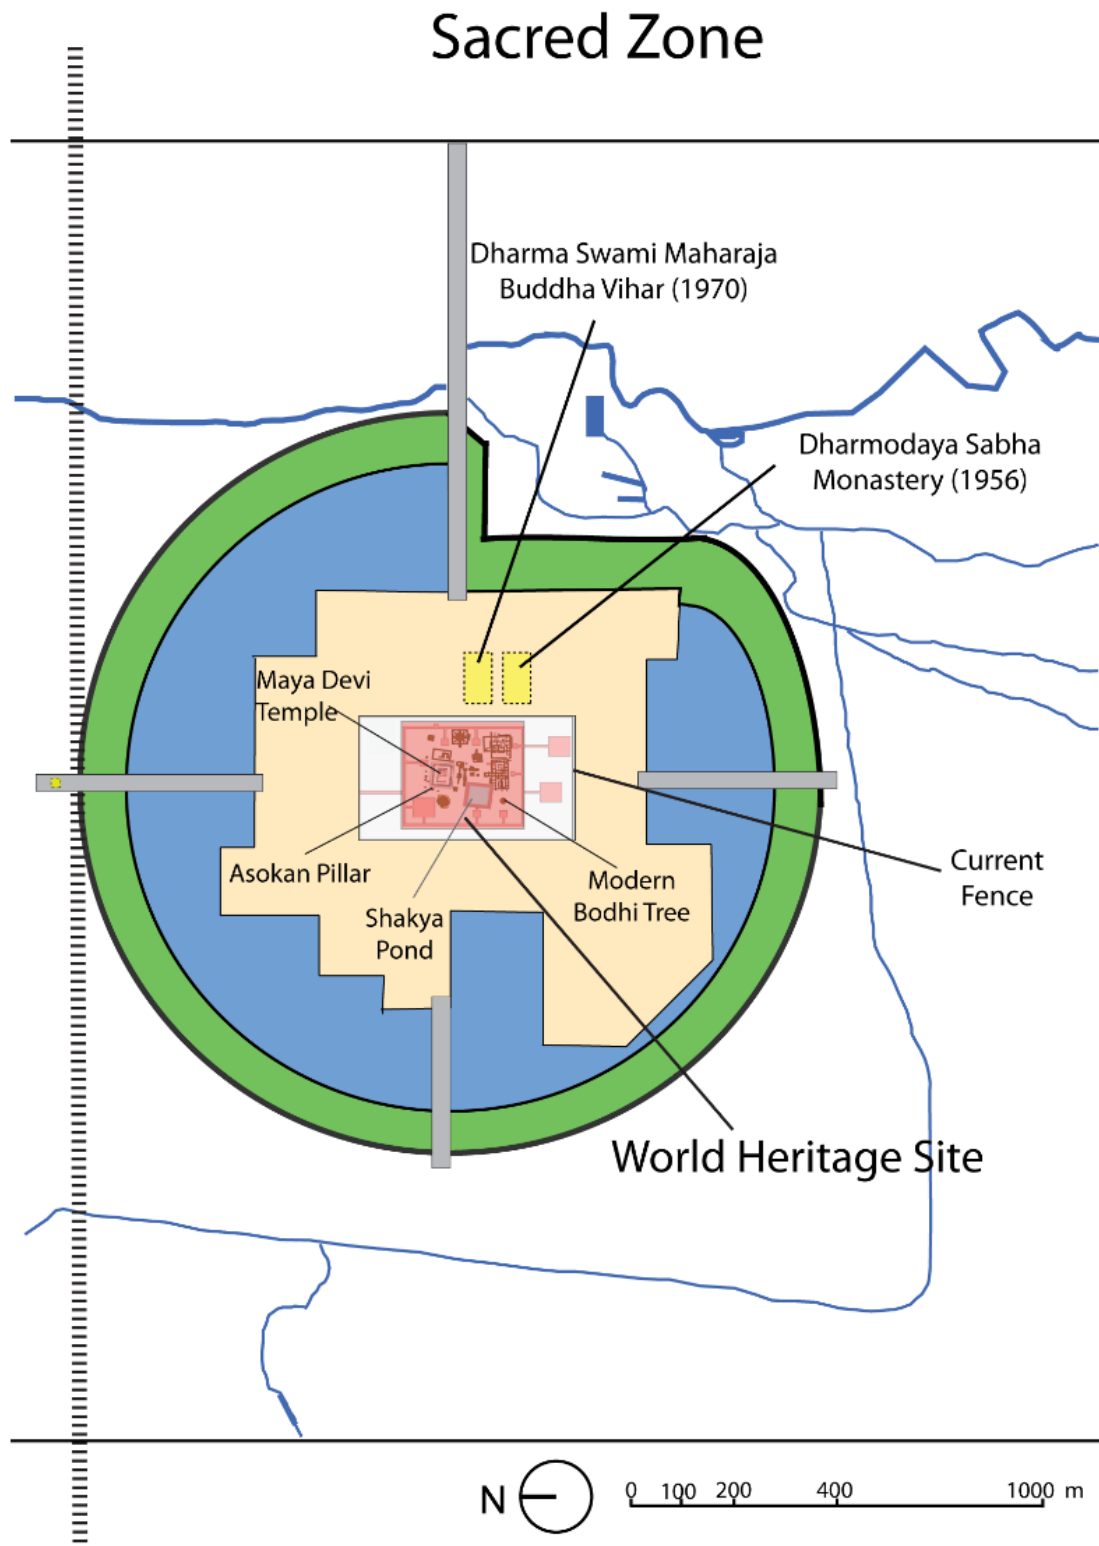 Sacred Zone
Dharma Swami Maharaja
Buddha Vihar (1970)
Dharmodaya Sabha
Monastery (1956)
Maya Devi
Temple
Asokan Pillar
Shakya
Pond
Modern
Bodhi Tree
Current
Fence
World Heritage Site
N
0 100 200 400 1000 m